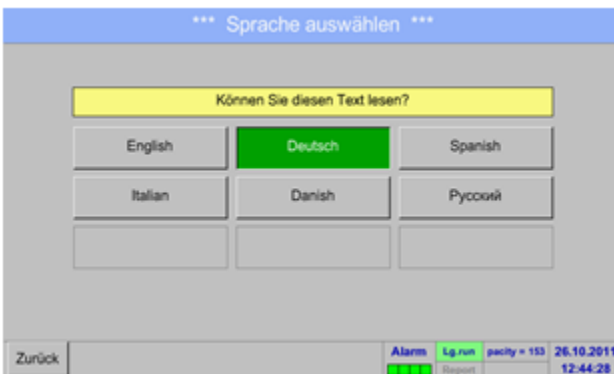 *** Sprache auswählen ***
Können Sie diesen Text lesen?
English Deutsch Spanish
Italian Danish Русский
Zurück Alarm Lg.run pacity = 153 26.10.2011
Report 12:44:28